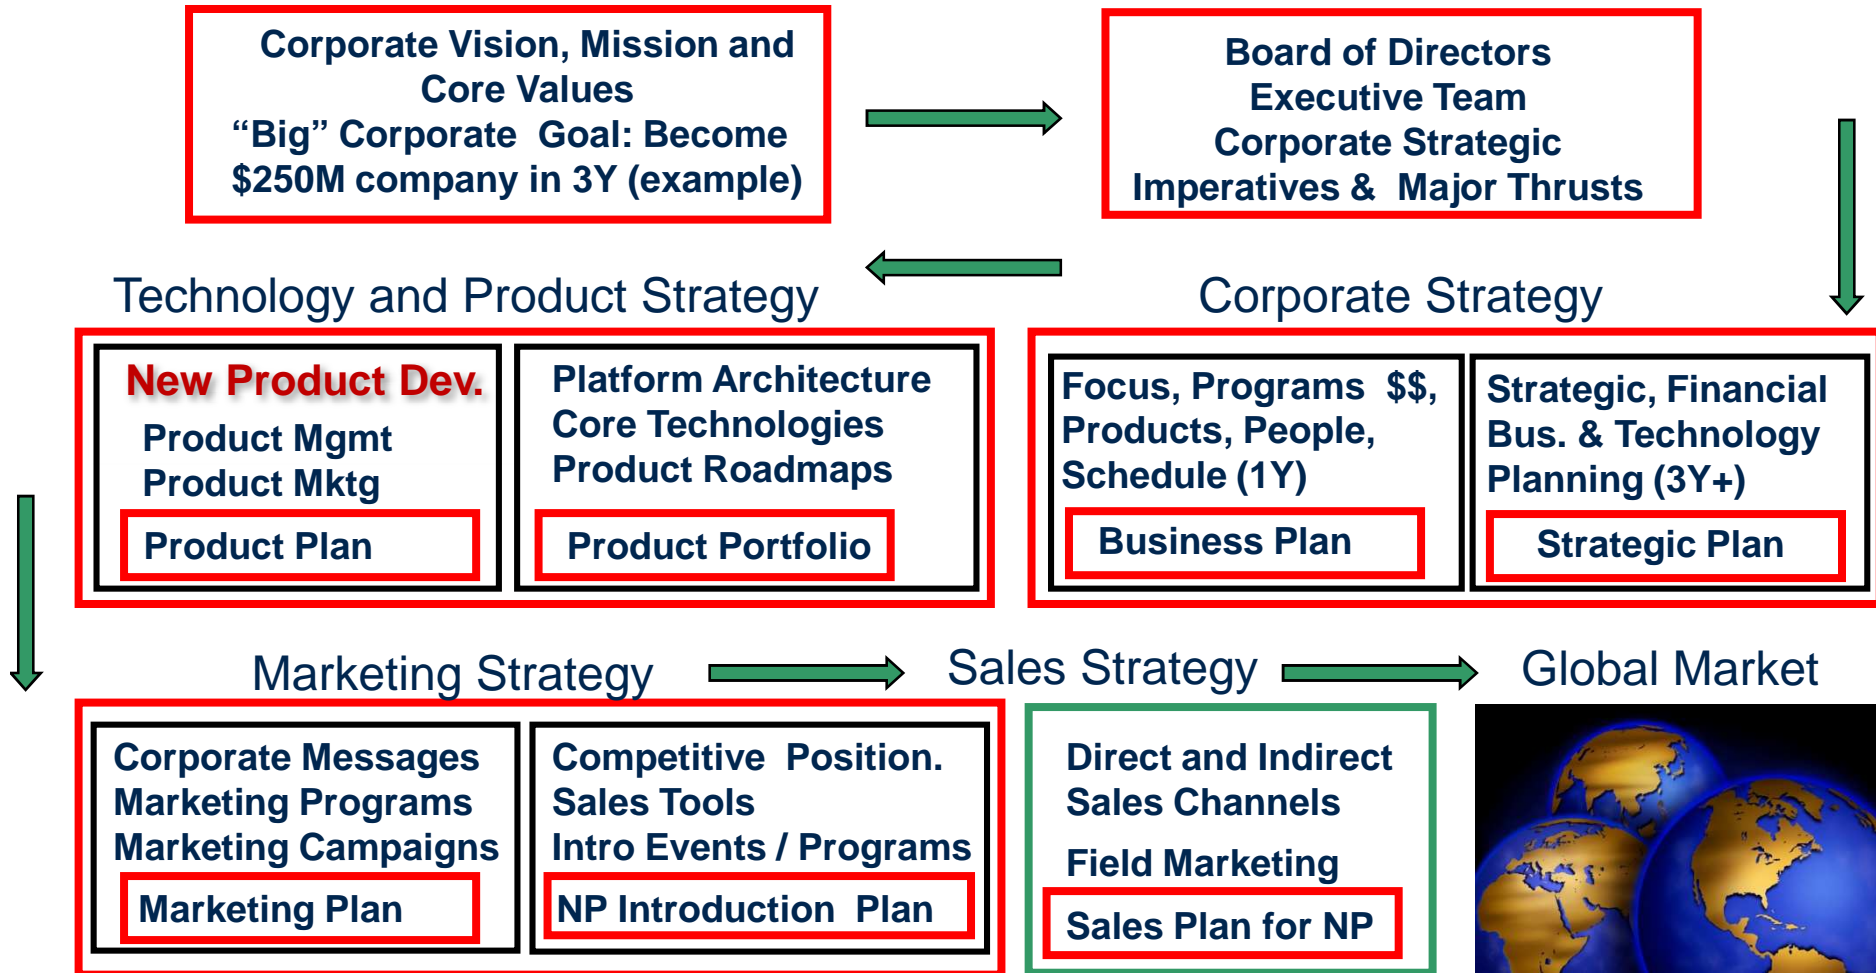 Corporate Vision, Mission and
Core Values
“Big” Corporate Goal: Become
$250M company in 3Y (example)
Board of Directors
Executive Team
Corporate Strategic
Imperatives & Major Thrusts
Technology and Product Strategy
New Product Dev.
Product Mgmt
Product Mktg
Product Plan
Platform Architecture
Core Technologies
Product Roadmaps
Product Portfolio
Corporate Strategy
Focus, Programs $$,
Products, People,
Schedule (1Y)
Business Plan
Strategic, Financial
Bus. & Technology
Planning (3Y+)
Strategic Plan
Marketing Strategy
Corporate Messages
Marketing Programs
Marketing Campaigns
Marketing Plan
Competitive Position.
Sales Tools
Intro Events / Programs
NP Introduction Plan
Sales Strategy
Direct and Indirect
Sales Channels
Field Marketing
Sales Plan for NP
Global Market